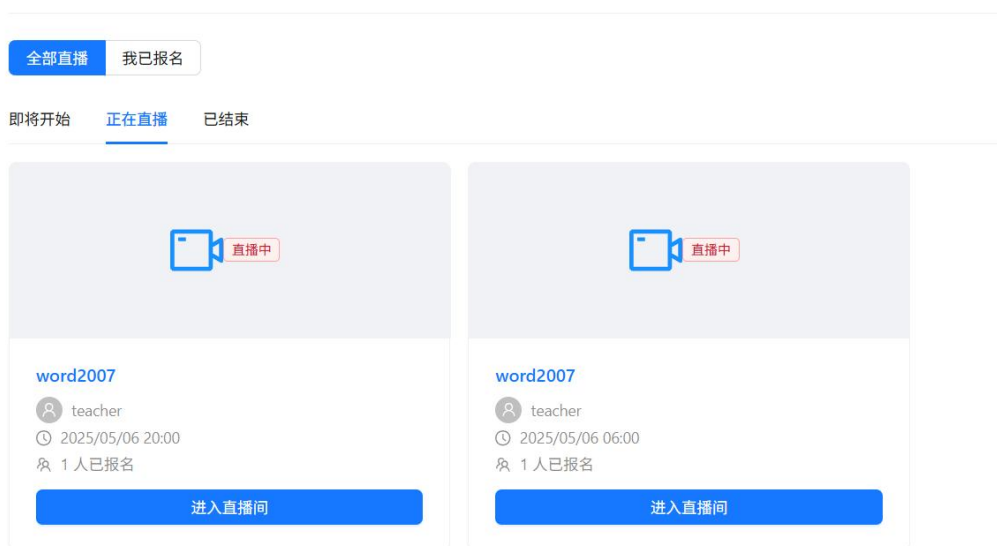 全部直播 我已报名
即将开始 正在直播 已结束
直播中 直播中
word2007 word2007
teacher teacher
2025/05/06 20:00 2025/05/06 06:00
1 人已报名 1 人已报名
进入直播间 进入直播间